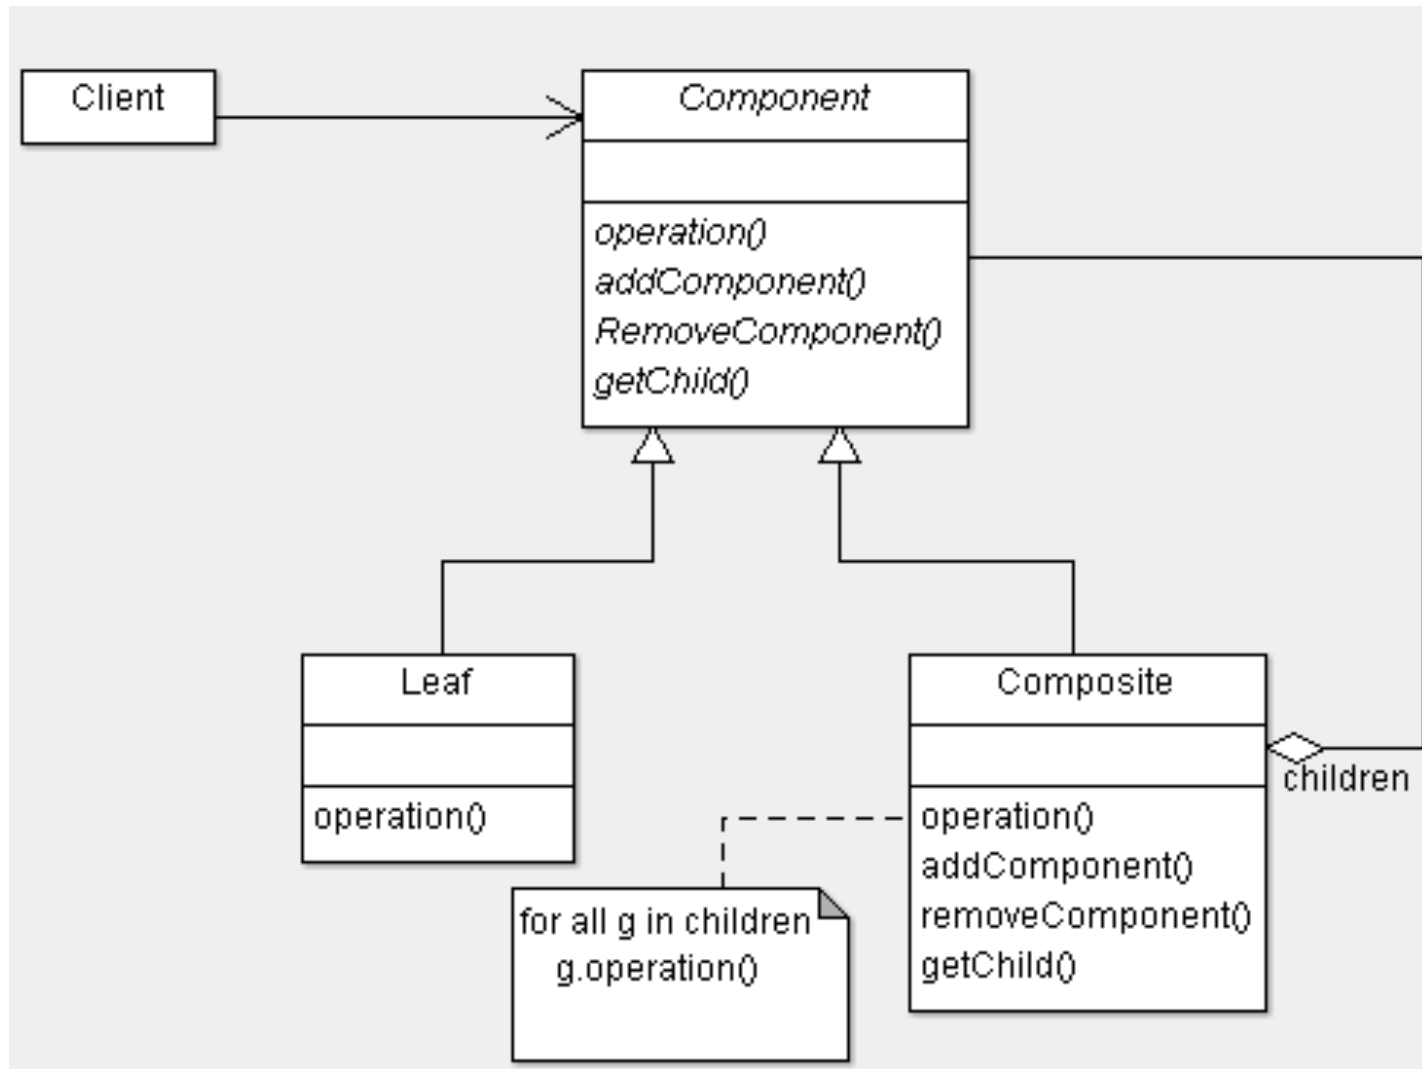 Client
Component
operation()
addComponent()
RemoveComponent()
getChild()
Leaf
operation()
Composite
children
operation()
addComponent()
removeComponent()
getChild()
for all g in children
g.operation()